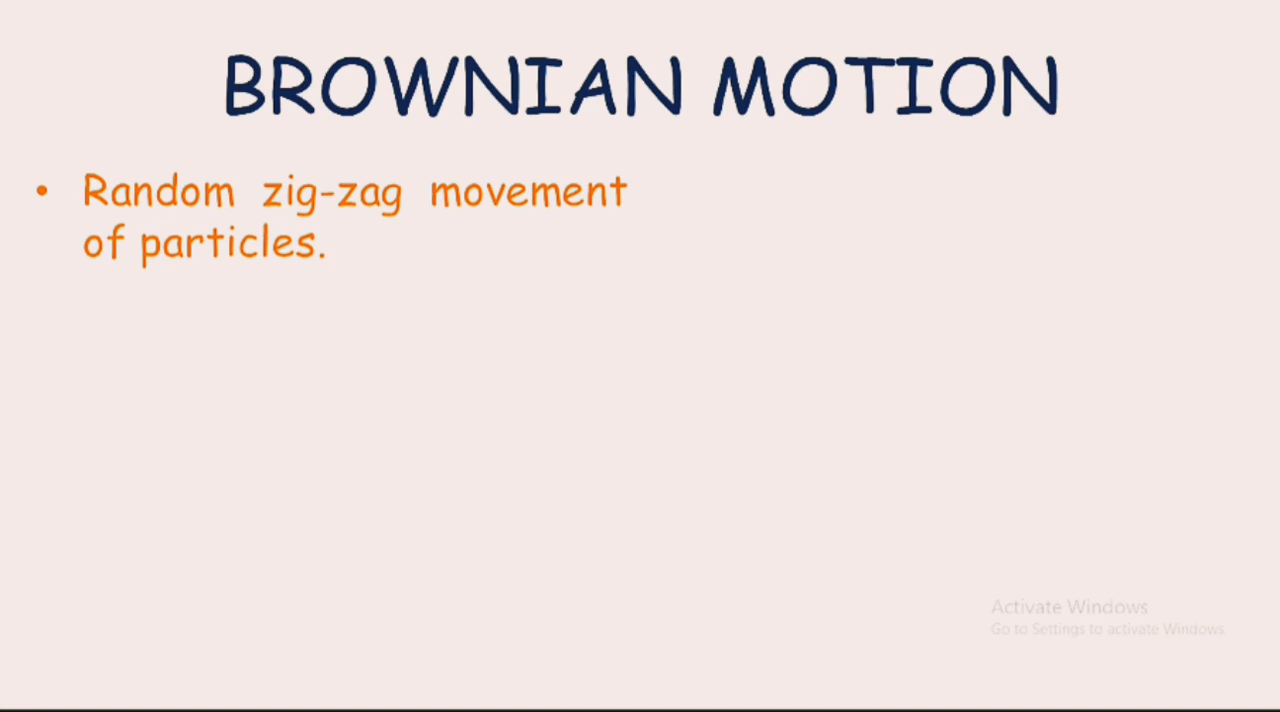 BROWNIAN MOTION
• Random zig-zag movement
of particles.
Activate Windows
Go to Settings to activate Windows.